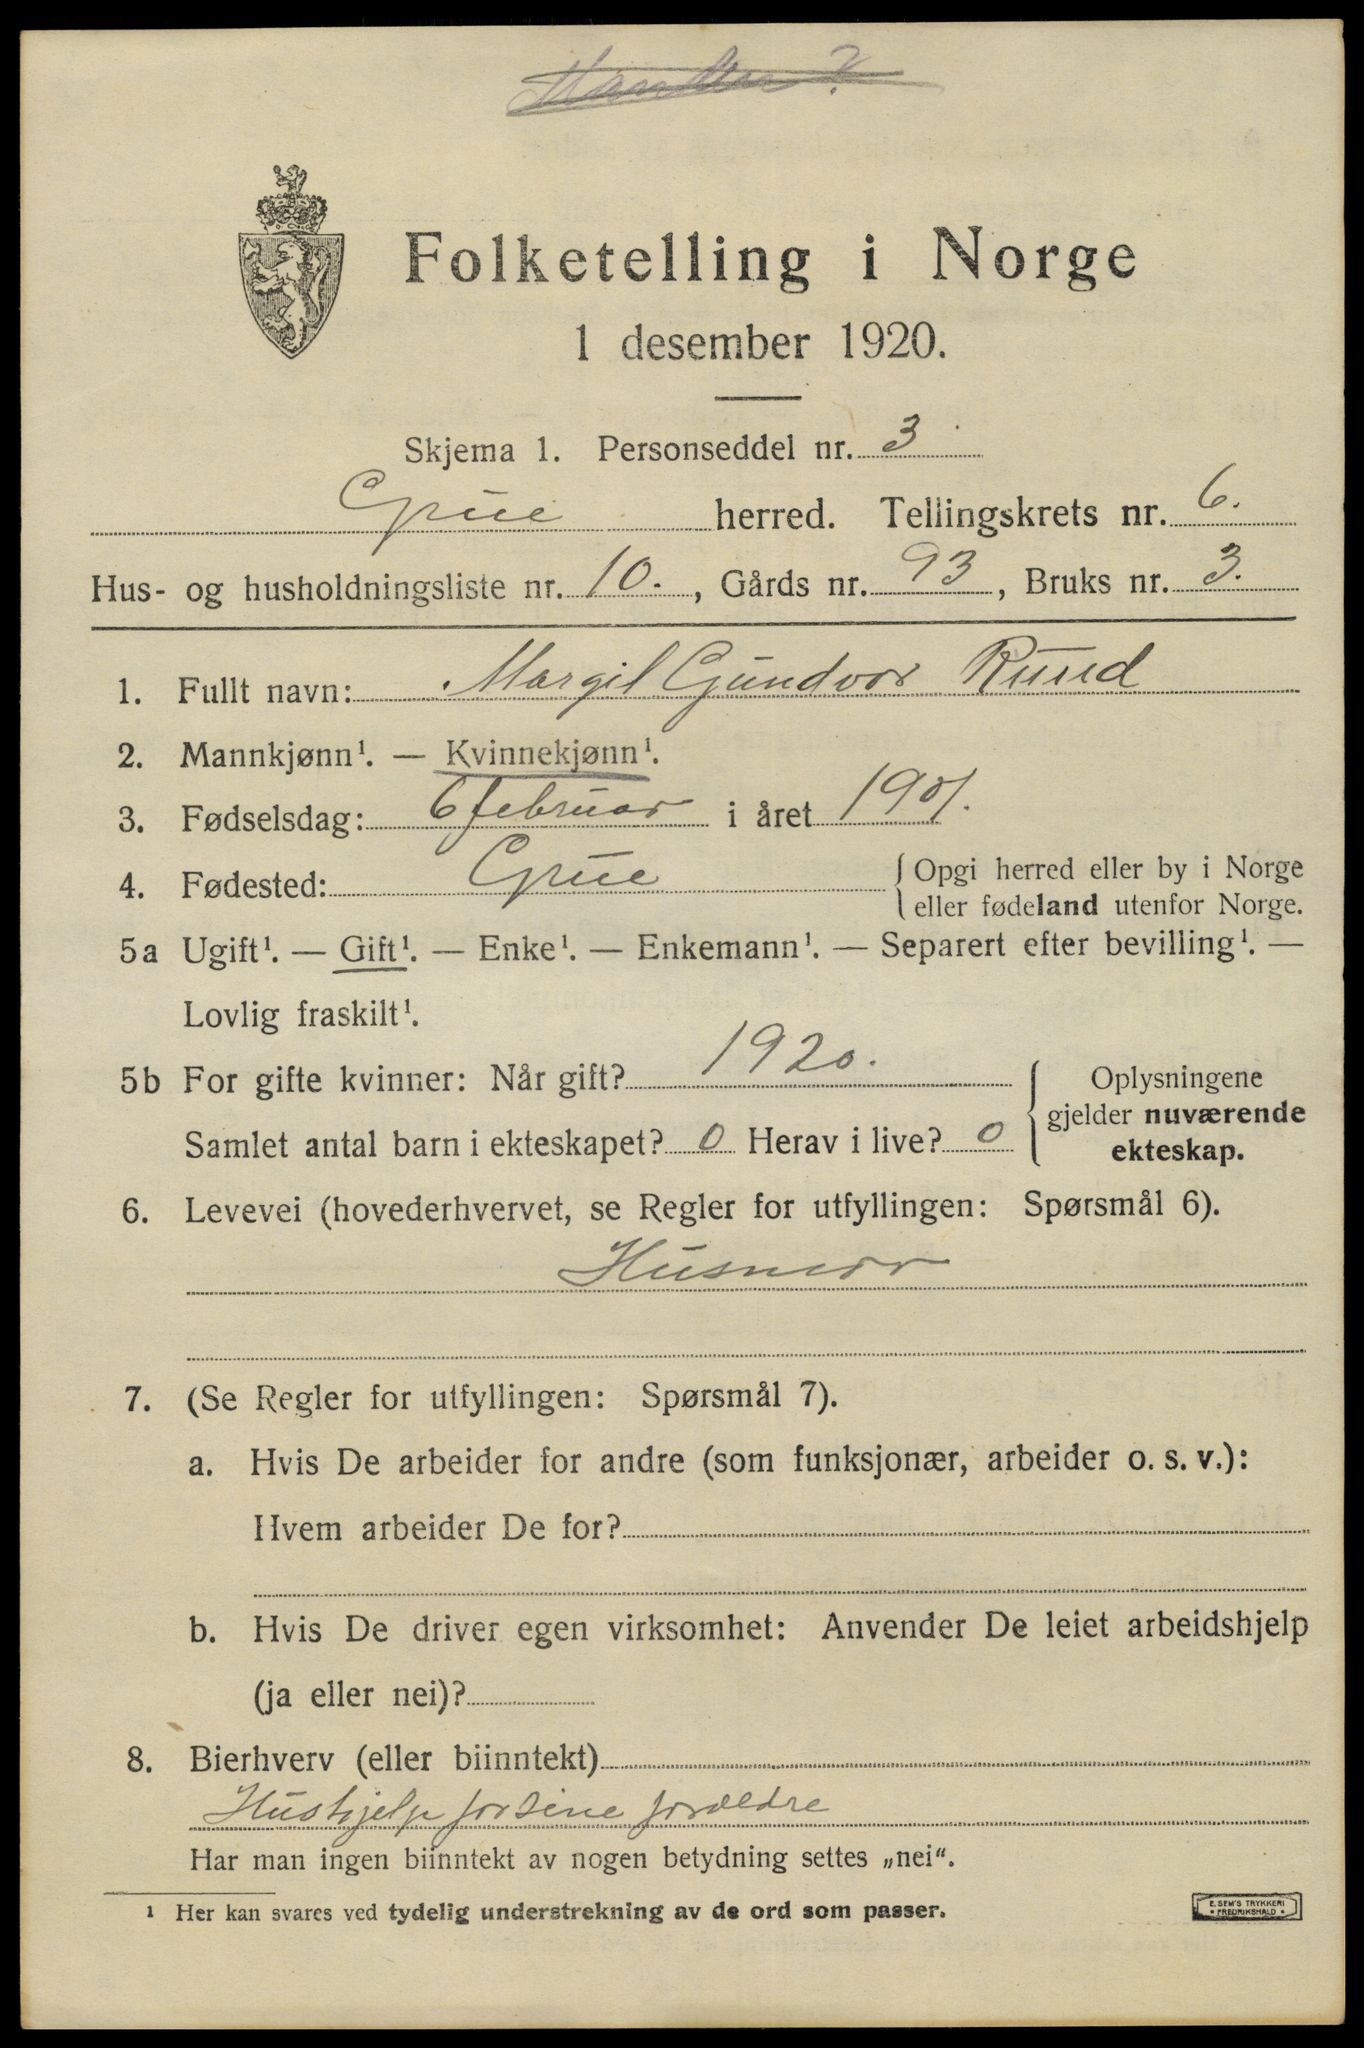 Folketelling i Norge
1 desember 1920.
Skjema 1. Personseddel nr. 3
Grue herred. Tellingskrets nr. 6.
Hus- og husholdningsliste nr. 10., Gårds nr. 93, Bruks nr. 3.
1. Fullt navn: Margit Gundvor Ruud
2. Mannkjønn¹. — Kvinnekjønn¹.
3. Fødselsdag: 6 februar i året 1901.
4. Fødested: Grue { Opgi herred eller by i Norge
eller fødeland utenfor Norge.
5a Ugift¹. — Gift¹. — Enke¹. — Enkemann¹. — Separert efter bevilling¹. —
Lovlig fraskilt¹.
5b For gifte kvinner: Når gift? 1920.
Samlet antal barn i ekteskapet? 0 Herav i live? 0
{ Oplysningene
gjelder nuværende
ekteskap.
6. Levevei (hovederhvervet, se Regler for utfyllingen: Spørsmål 6).
Husmorr
7. (Se Regler for utfyllingen: Spørsmål 7).
a. Hvis De arbeider for andre (som funksjonær, arbeider o. s. v.):
Hvem arbeider De for?
b. Hvis De driver egen virksomhet: Anvender De leiet arbeidshjelp
(ja eller nei)?
8. Bierhverv (eller biinntekt)
Hushjelp for sine foreldre
Har man ingen biinntekt av nogen betydning settes „nei".
¹ Her kan svares ved tydelig understrekning av de ord som passer.
E. SEM'S TRYKKERI
• FREDRIKSHALD •